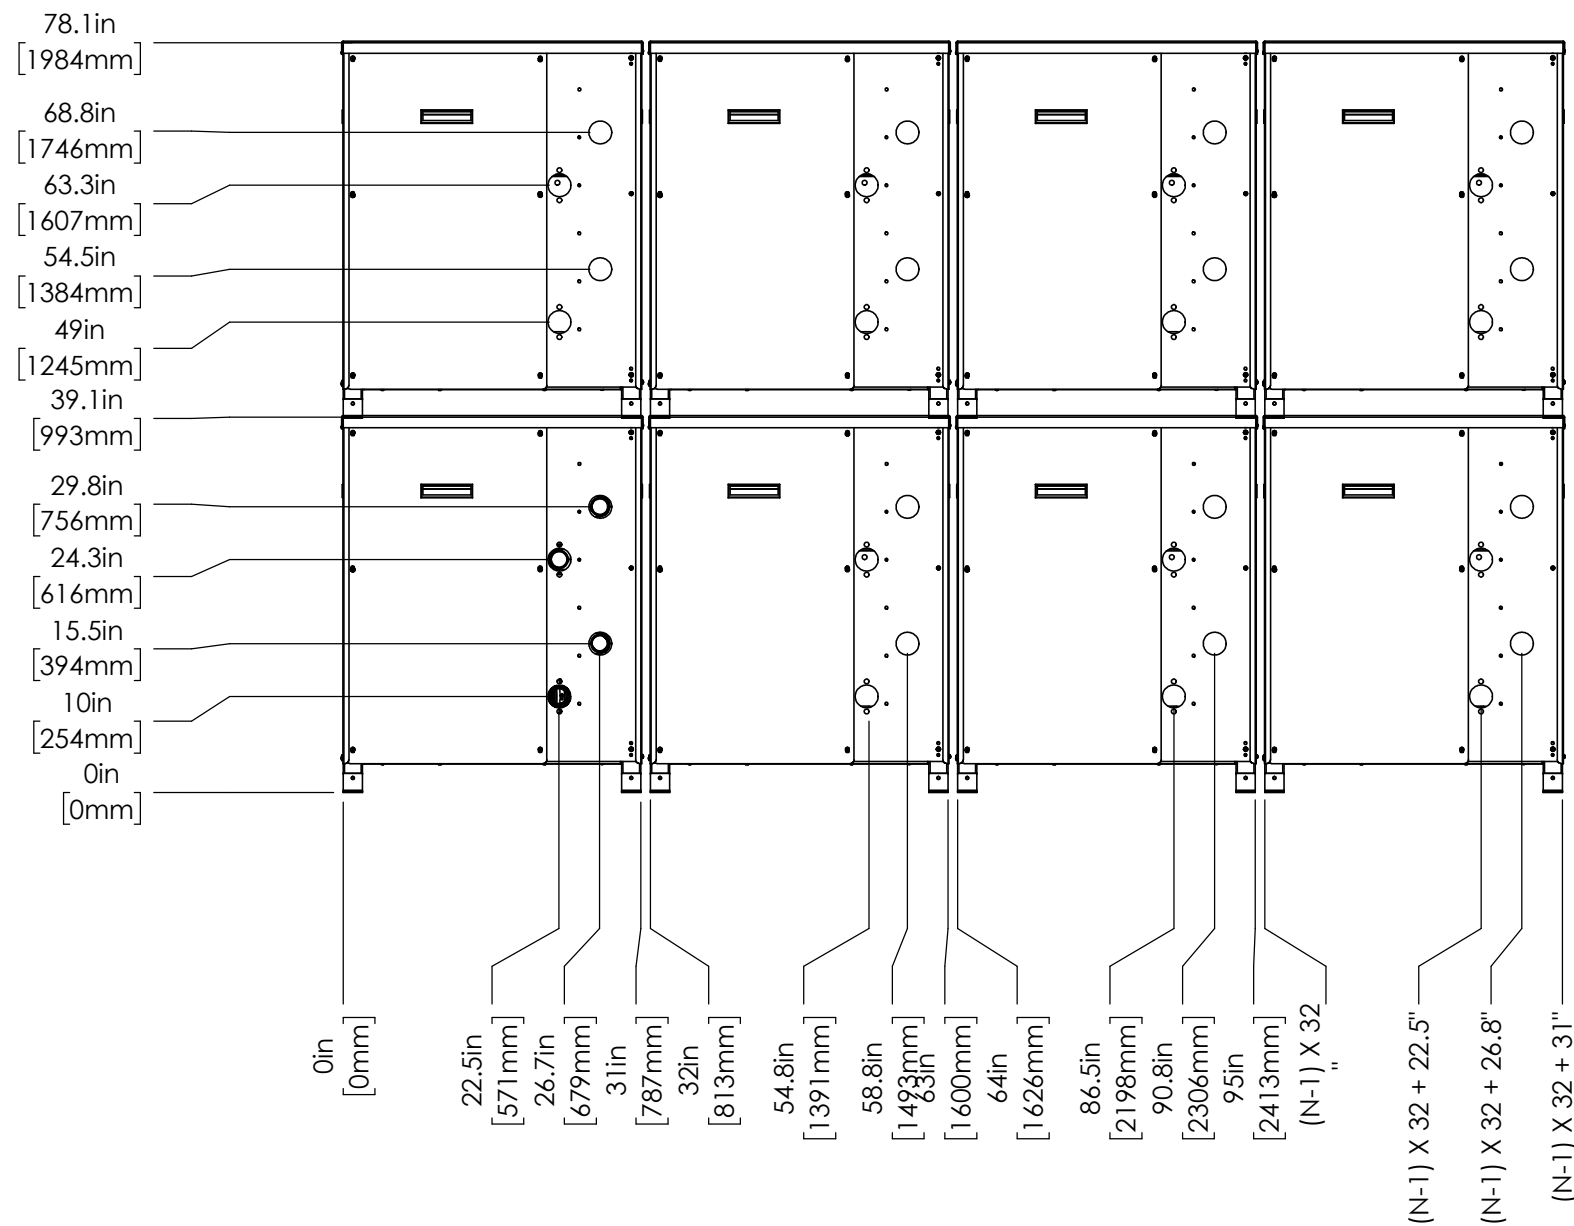 78.1in
[1984mm]
68.8in
[1746mm]
63.3in
[1607mm]
54.5in
[1384mm]
49in
[1245mm]
39.1in
[993mm]
29.8in
[756mm]
24.3in
[616mm]
15.5in
[394mm]
10in
[254mm]
0in
[0mm]
0in
[0mm]
22.5in
[571mm]
26.7in
[679mm]
31in
[787mm]
32in
[813mm]
54.8in
[1391mm]
58.8in
[1493mm]
63in
[1600mm]
64in
[1626mm]
86.5in
[2198mm]
90.8in
[2306mm]
95in
[2413mm]
(N-1) X 32
"
(N-1) X 32 + 22.5"
(N-1) X 32 + 26.8"
(N-1) X 32 + 31"